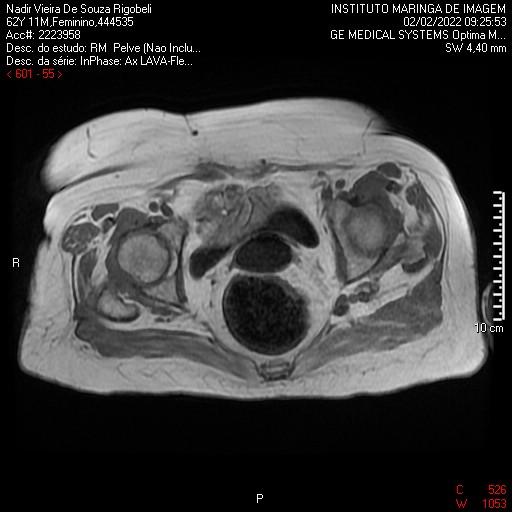 Nadir Vieira De Souza Rigobeli
62Y 11M,Feminino,444535
Acc#: 2223958
Desc. do estudo: RM Pelve (Nao Inclu...
Desc. da série: InPhase: Ax LAVA-Fle...
< 601 - 55 >
INSTITUTO MARINGA DE IMAGEM
02/02/2022 09:25:53
GE MEDICAL SYSTEMS Optima M...
SW 4,40 mm
R
10 cm
P
C 526
W 1053